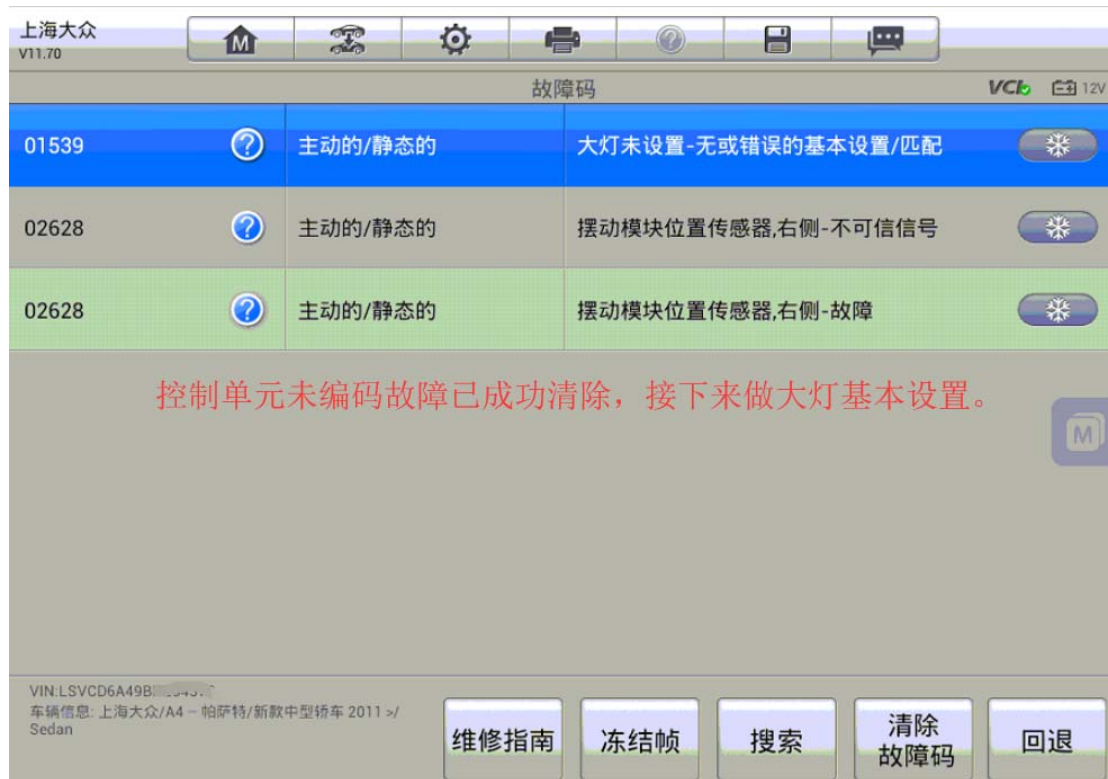 上海大众
V11.70
M
故障码
VCI
12V
01539
主动的/静态的
大灯未设置-无或错误的基本设置/匹配
02628
主动的/静态的
摆动模块位置传感器,右侧-不可信信号
02628
主动的/静态的
摆动模块位置传感器,右侧-故障
控制单元未编码故障已成功清除，接下来做大灯基本设置。
M
VIN:LSVCD6A49B
车辆信息: 上海大众/A4 - 帕萨特/新款中型轿车 2011 >/
Sedan
维修指南
冻结帧
搜索
清除
故障码
回退